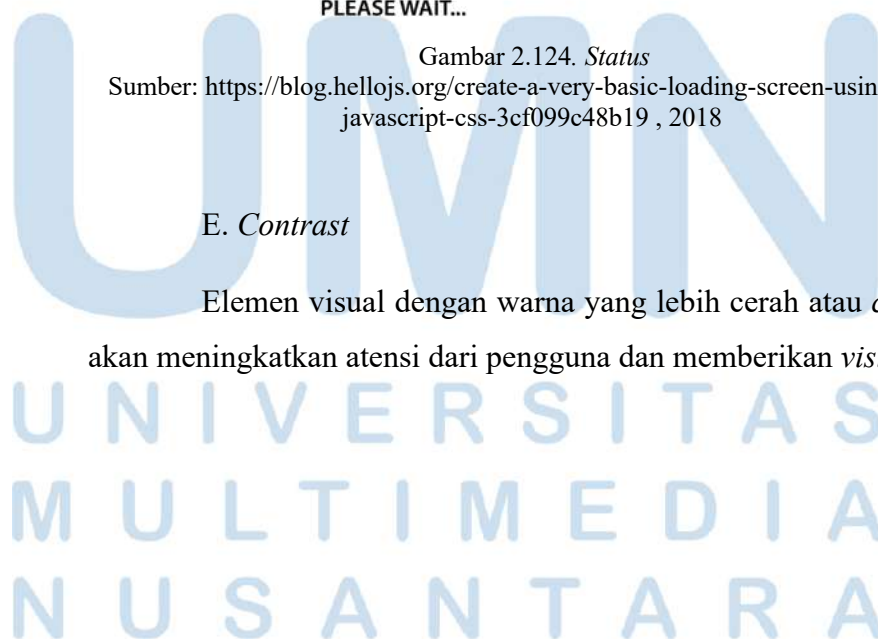 PLEASE WAIT...
Gambar 2.124. Status
Sumber: https://blog.hellojs.org/create-a-very-basic-loading-screen-usin
javascript-css-3cf099c48b19 , 2018
UMN
E. Contrast
Elemen visual dengan warna yang lebih cerah atau
akan meningkatkan atensi dari pengguna dan memberikan vis
UNIVERSITAS
MULTIMEDIA
NUSANTARA